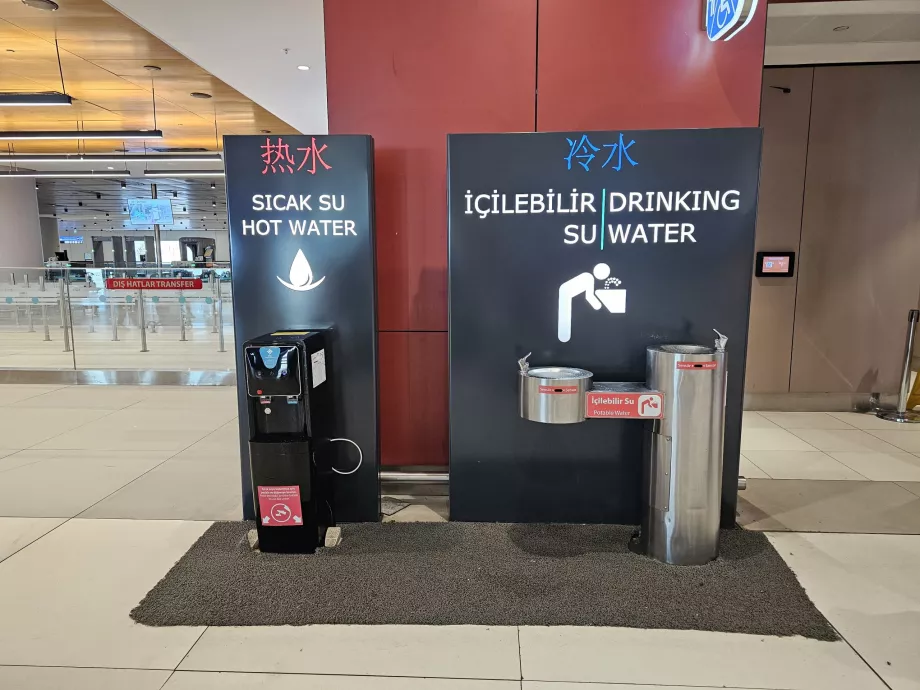 热水
SICAK SU
HOT WATER
冷水
İÇİLEBİLİR DRINKING
SU WATER
DIŞ HATLAR TRANSFER
İçilebilir Su
Potable Water